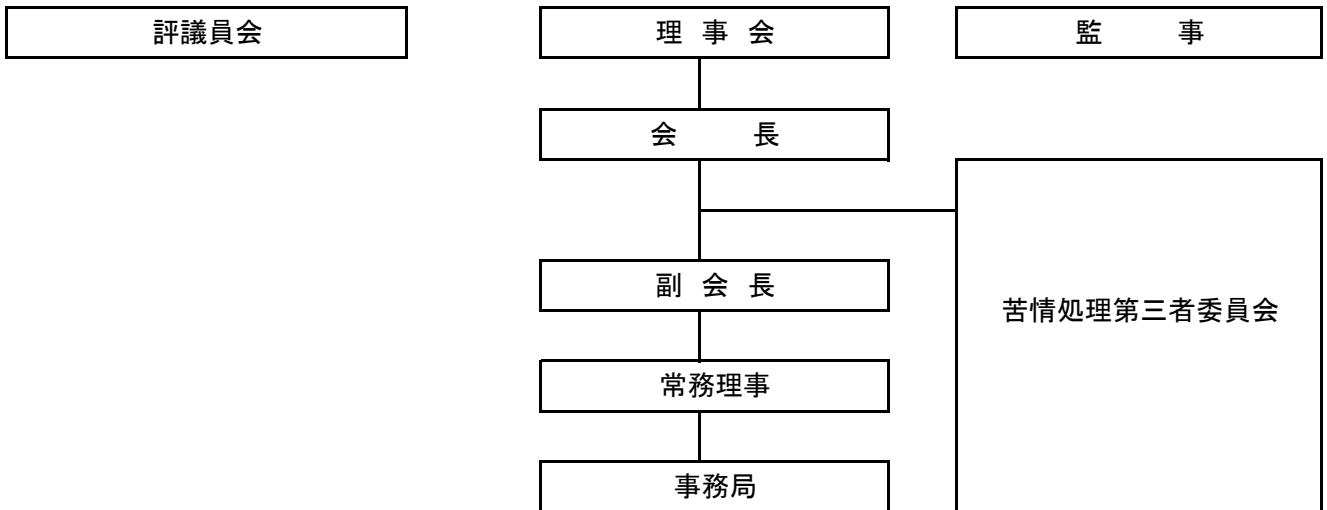 評議員会
理 事 会
監 事
会 長
副 会 長
苦情処理第三者委員会
常務理事
事務局